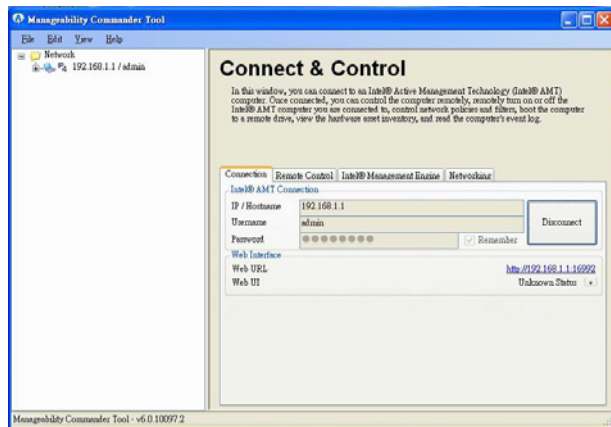 Manageability Commander Tool
File Edit View Help
Network
192.168.1.1 / admin
Connect & Control
In this window, you can connect to an Intel® Active Management Technology (Intel® AMT)
computer. Once connected, you can control the computer remotely, remotely turn on or off the
Intel® AMT computer you are connected to, control network policies and filters, boot the computer
to a remote drive, view the hardware asset inventory, and read the computer's event log.
Connection Remote Control Intel® Management Engine Networking
Intel® AMT Connection
IP / Hostname 192.168.1.1
Username admin Disconnect
Password Remember
Web Interface
Web URL http://192.168.1.1:16992
Web UI Unknown Status
Manageability Commander Tool - v6.0.10097.2